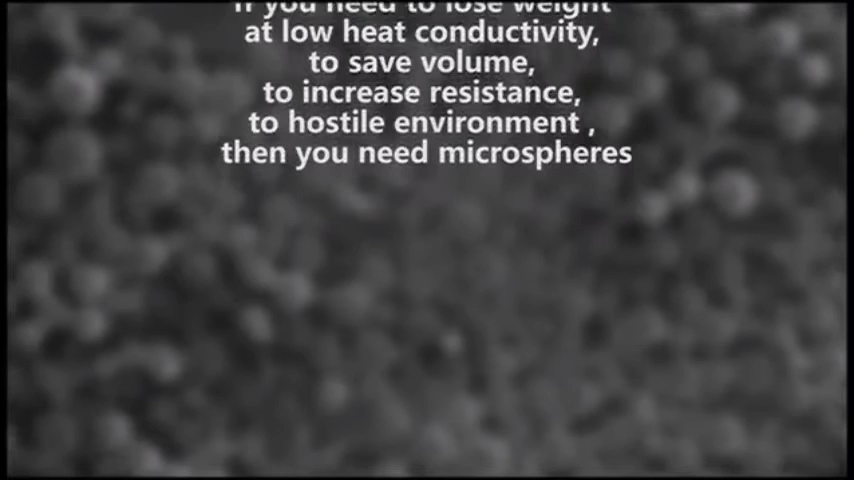 If you need to lose weight
at low heat conductivity,
to save volume,
to increase resistance,
to hostile environment ,
then you need microspheres